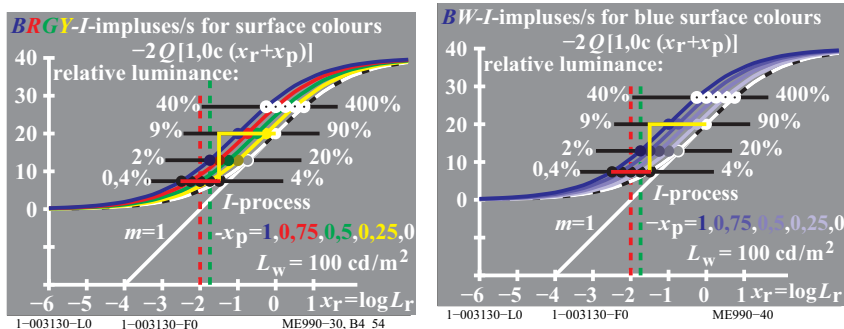 BRGY-I-impluses/s for surface colours
−2Q[1,0c (xr+xp)]
relative luminance:
40
40% 400%
30
9% 90%
20
2% 20%
10
0,4% 4%
0
I-process
m=1
-xp=1,0,75,0,5,0,25,0
Lw = 100 cd/m2
−6 −5 −4 −3 −2 −1 0 1 xr=logLr
1−003130−L0 1−003130−F0 ME990−30, B4_54
BW-I-impluses/s for blue surface colours
−2Q[1,0c (xr+xp)]
relative luminance:
40
40% 400%
30
9% 90%
20
2% 20%
10
0,4% 4%
0
I-process
m=1
−xp=1,0,75,0,5,0,25,0
Lw = 100 cd/m2
−6 −5 −4 −3 −2 −1 0 1 xr=logLr
1−003130−L0 1−003130−F0 ME990−40